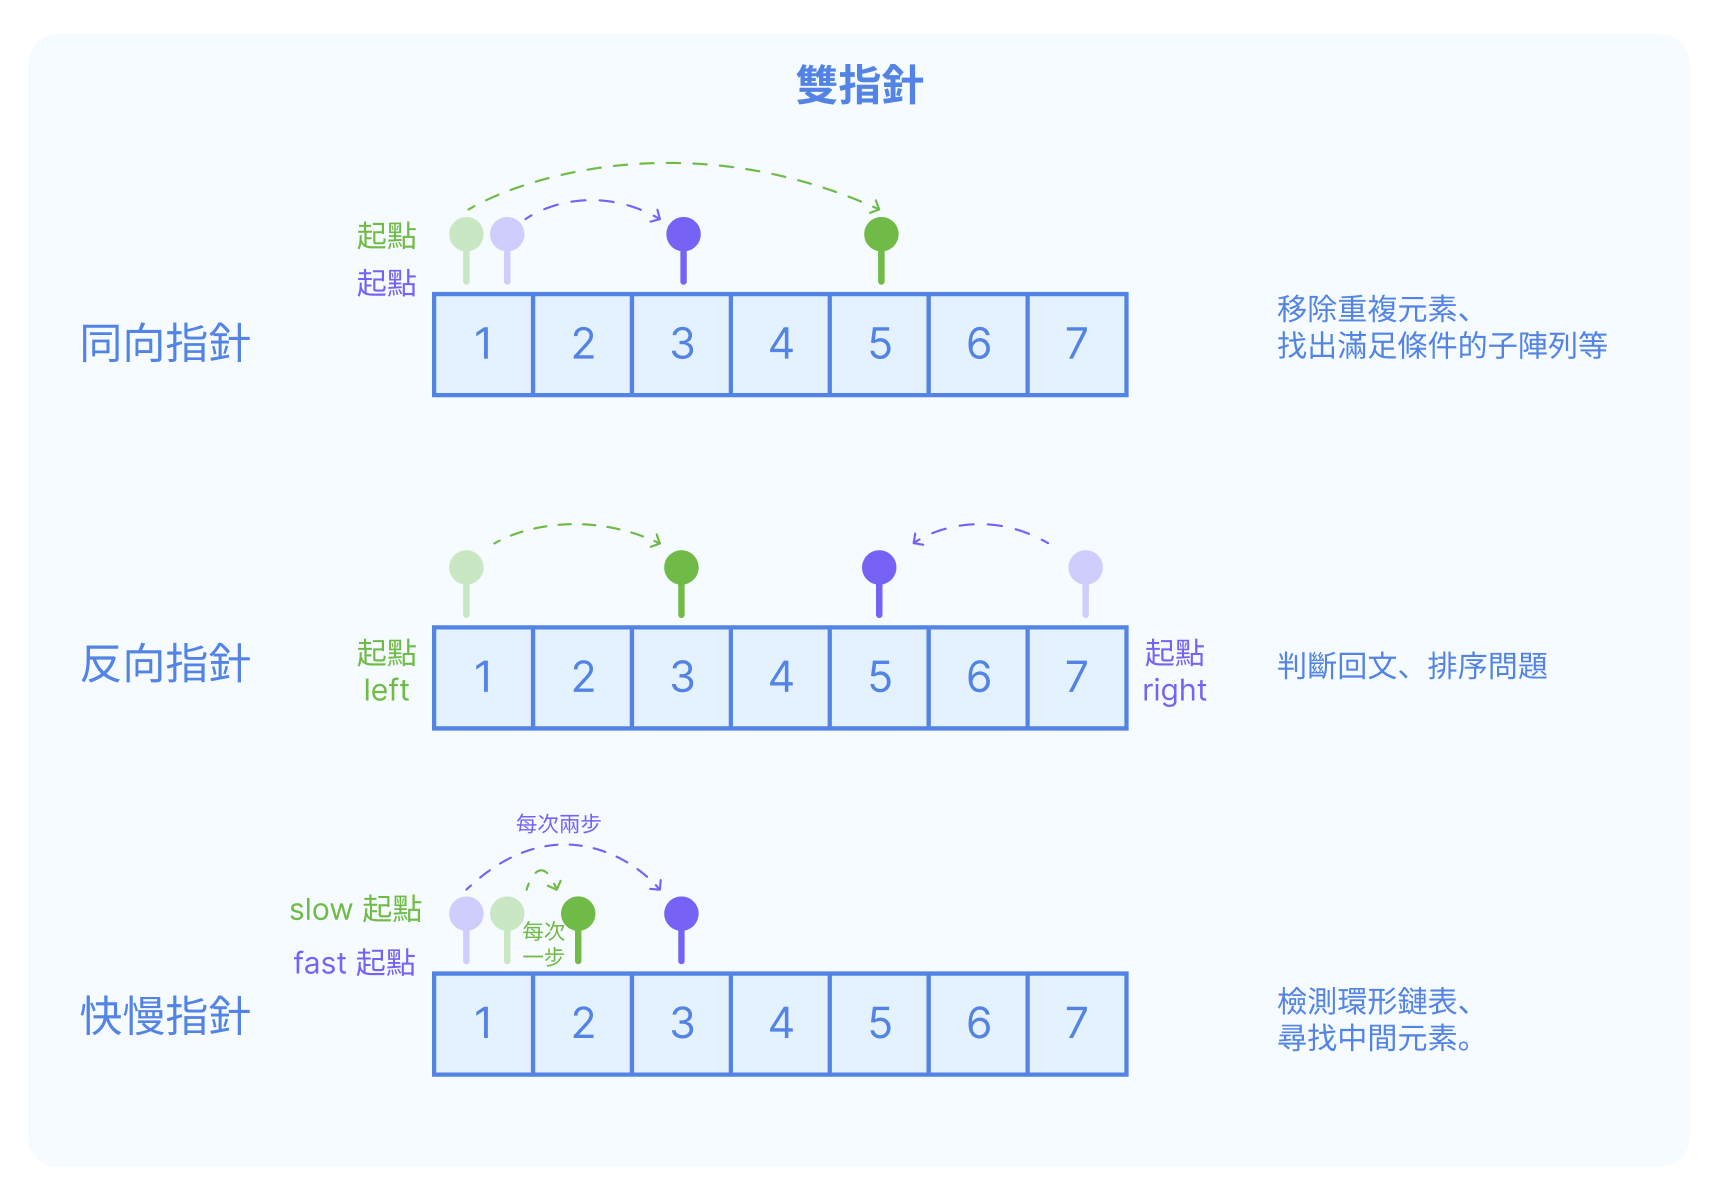 雙指針
起點
起點
同向指針
1 2 3 4 5 6 7
移除重複元素、
找出滿足條件的子陣列等
反向指針
起點
left
1 2 3 4 5 6 7
起點
right
判斷回文、排序問題
每次兩步
slow 起點
每次
一步
fast 起點
快慢指針
1 2 3 4 5 6 7
檢測環形鏈表、
尋找中間元素。